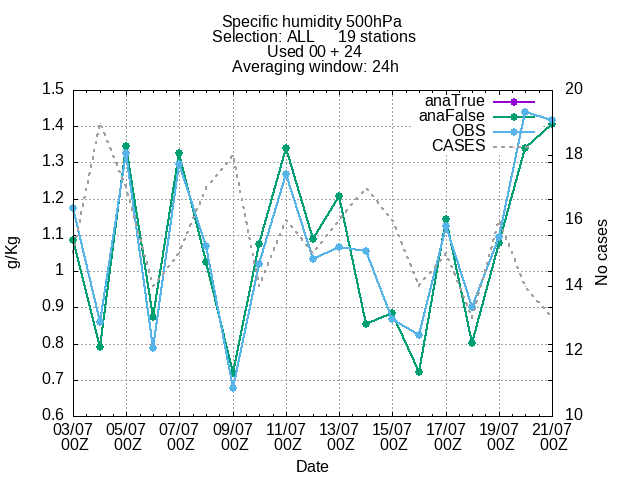 Specific humidity 500hPa
Selection: ALL 19 stations
Used 00 + 24
Averaging window: 24h
anaTrue
anaFalse
OBS
CASES
g/Kg
1.5
1.4
1.3
1.2
1.1
1
0.9
0.8
0.7
0.6
20
18
16
14
12
10
No cases
03/07 05/07 07/07 09/07 11/07 13/07 15/07 17/07 19/07 21/07
00Z 00Z 00Z 00Z 00Z 00Z 00Z 00Z 00Z 00Z
Date